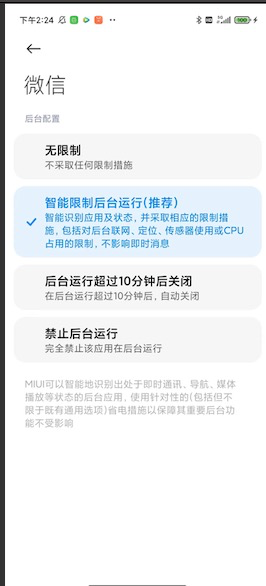 下午2:24
100
微信
后台配置
无限制
不采取任何限制措施
智能限制后台运行(推荐)
智能识别应用及状态，并采取相应的限制措
施，包括对后台联网、定位、传感器使用或CPU
占用的限制，不影响即时消息
后台运行超过10分钟后关闭
在后台运行超过10分钟后，自动关闭
禁止后台运行
完全禁止该应用在后台运行
MIUI可以智能地识别出处于即时通讯、导航、媒体
播放等状态的后台应用，使用针对性的(包括但不
限于既有通用选项)省电措施以保障其重要后台功
能不受影响